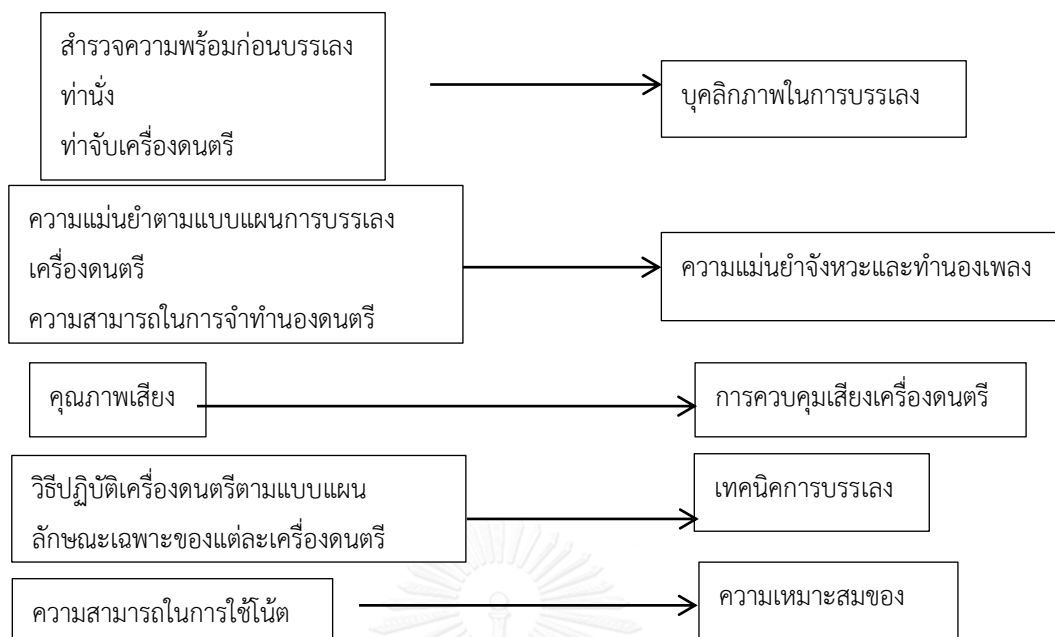 สำรวจความพร้อมก่อนบรรเลง
ท่านั่ง
ท่าจับเครื่องดนตรี
บุคลิกภาพในการบรรเลง
ความแม่นยำตามแบบแผนการบรรเลง
เครื่องดนตรี
ความสามารถในการจำทำนองดนตรี
ความแม่นยำจังหวะและทำนองเพลง
คุณภาพเสียง
การควบคุมเสียงเครื่องดนตรี
วิธีปฏิบัติเครื่องดนตรีตามแบบแผน
ลักษณะเฉพาะของแต่ละเครื่องดนตรี
เทคนิคการบรรเลง
ความสามารถในการใช้โน้ต
ความเหมาะสมของ